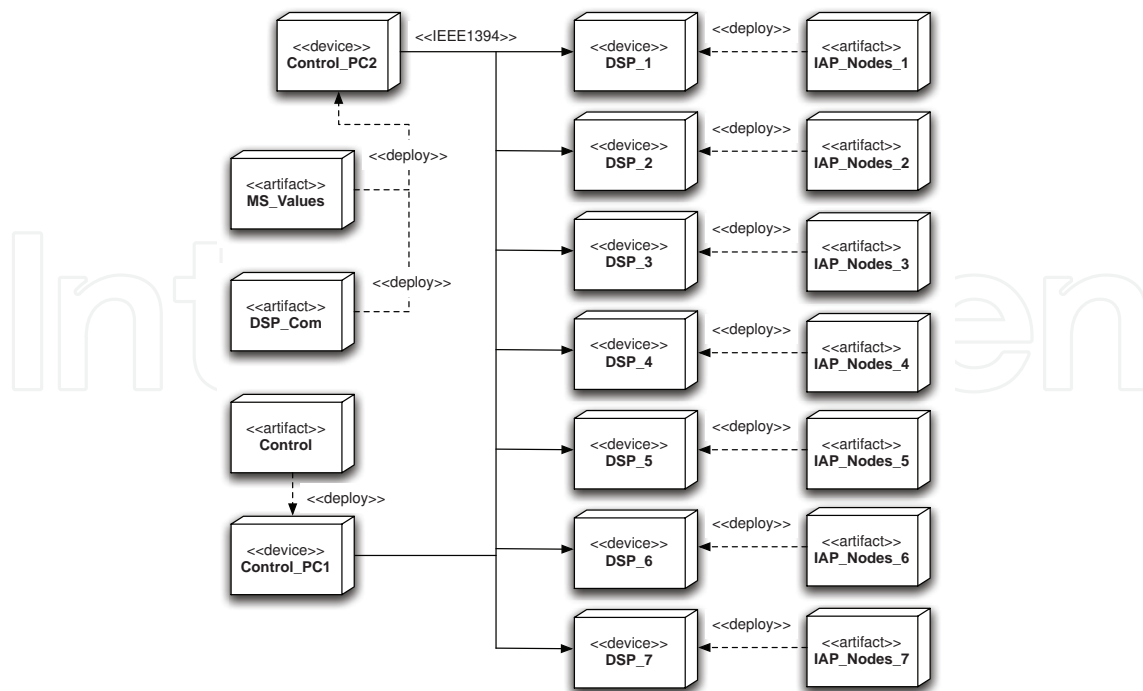 <<device>>
Control_PC2
<<IEEE1394>>
<<device>>
DSP_1
<<deploy>>
<<artifact>>
IAP_Nodes_1
<<deploy>>
<<artifact>>
MS_Values
<<device>>
DSP_2
<<deploy>>
<<artifact>>
IAP_Nodes_2
<<device>>
DSP_3
<<deploy>>
<<artifact>>
IAP_Nodes_3
<<deploy>>
<<artifact>>
DSP_Com
<<device>>
DSP_4
<<deploy>>
<<artifact>>
IAP_Nodes_4
<<artifact>>
Control
<<deploy>>
<<device>>
DSP_5
<<deploy>>
<<artifact>>
IAP_Nodes_5
<<device>>
Control_PC1
<<device>>
DSP_6
<<deploy>>
<<artifact>>
IAP_Nodes_6
<<device>>
DSP_7
<<deploy>>
<<artifact>>
IAP_Nodes_7
Inte
en